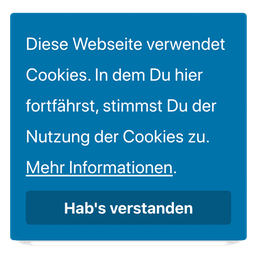 Diese Webseite verwendet
Cookies. In dem Du hier
fortfährst, stimmst Du der
Nutzung der Cookies zu.
Mehr Informationen.
Hab's verstanden